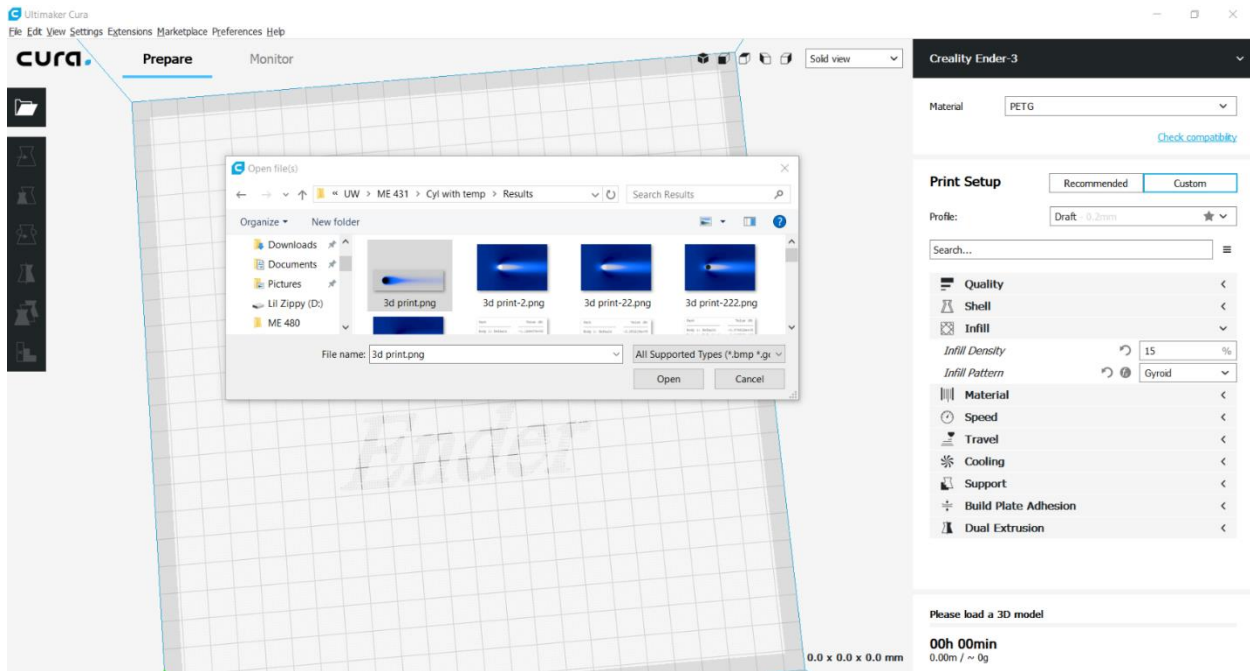 Ultimaker Cura
File Edit View Settings Extensions Marketplace Preferences Help
cura.
Prepare
Monitor
Solid view
Creality Ender-3
Material
PETG
Check compatibility
Print Setup
Recommended
Custom
Profile:
Draft - 0.2mm
Search...
Quality
Shell
Infill
Infill Density
15
%
Infill Pattern
Gyroid
Material
Speed
Travel
Cooling
Support
Build Plate Adhesion
Dual Extrusion
Please load a 3D model
00h 00min
0.00m / ~ 0g
Open file(s)
« UW > ME 431 > Cyl with temp > Results
Search Results
Organize
New folder
Downloads
Documents
Pictures
Lil Zippy (D:)
ME 480
3d print.png
3d print-2.png
3d print-22.png
3d print-222.png
File name: 3d print.png
All Supported Types (*.bmp *.g
Open
Cancel
Ender
0.0 x 0.0 x 0.0 mm